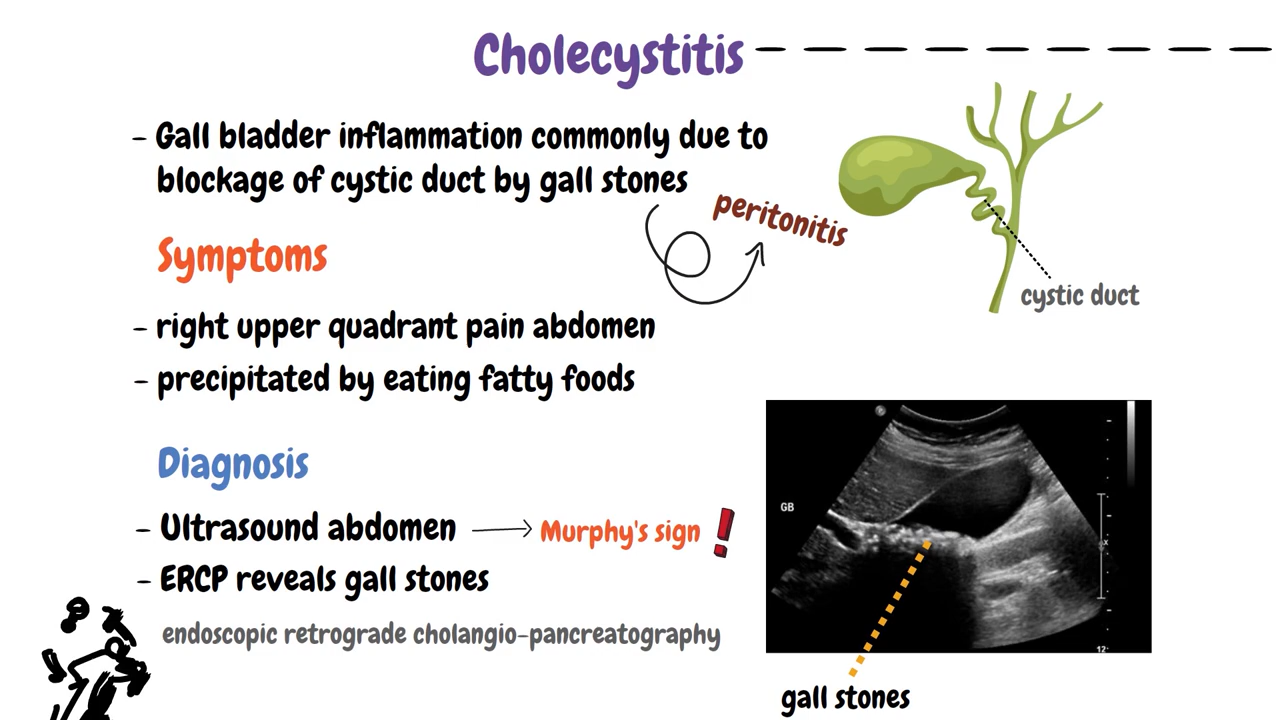 Cholecystitis
- Gall bladder inflammation commonly due to
blockage of cystic duct by gall stones
peritonitis
cystic duct
Symptoms
- right upper quadrant pain abdomen
- precipitated by eating fatty foods
Diagnosis
- Ultrasound abdomen → Murphy's sign !
- ERCP reveals gall stones
endoscopic retrograde cholangio-pancreatography
GB
x
12
gall stones